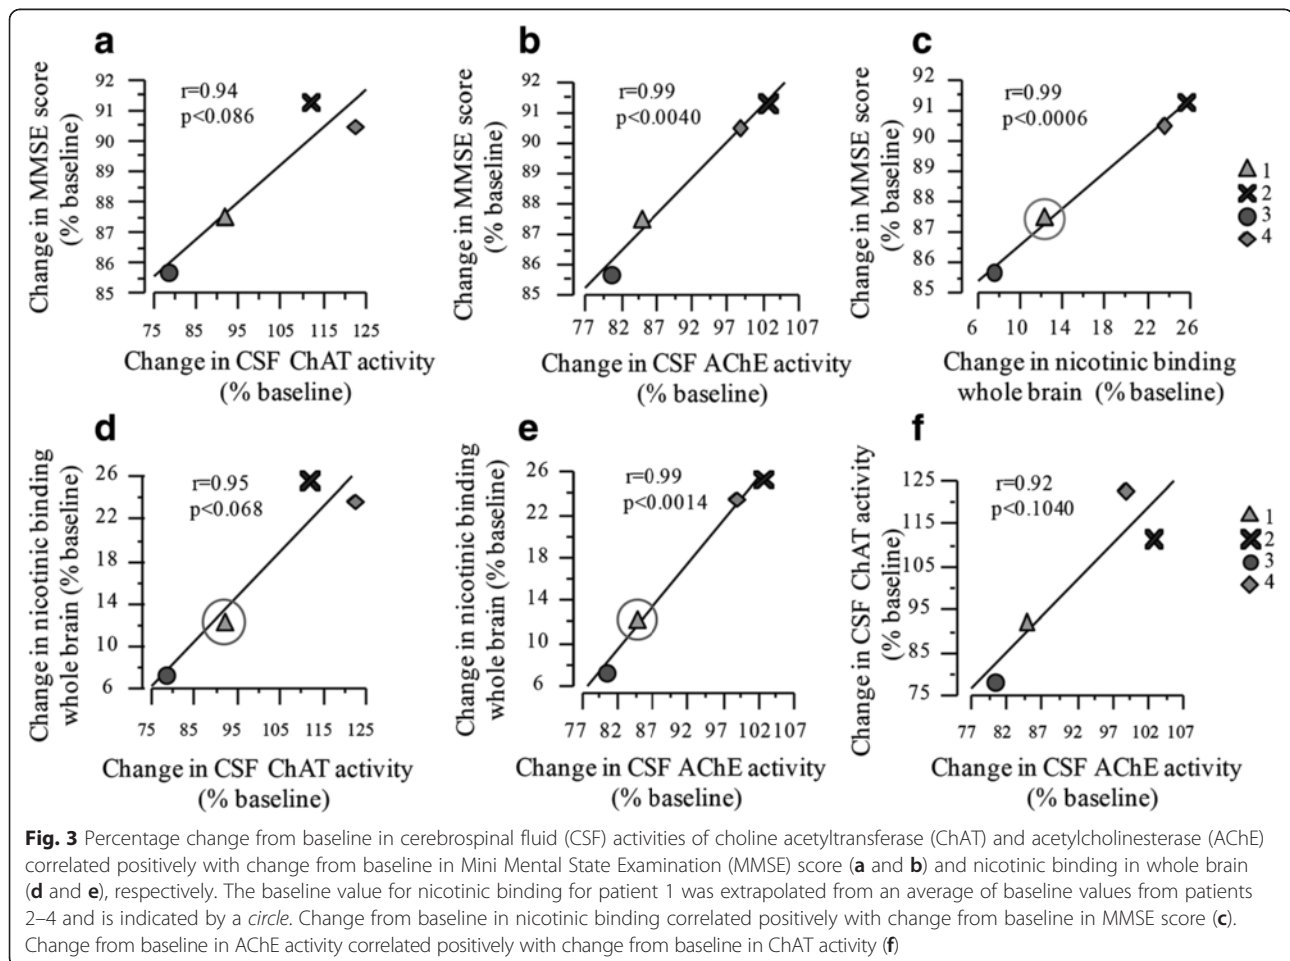 a
r=0.94
p<0.086
Change in MMSE score
(% baseline)
92
91
90
89
88
87
86
85
75 85 95 105 115 125
Change in CSF ChAT activity
(% baseline)
b
r=0.99
p<0.0040
Change in MMSE score
(% baseline)
92
91
90
89
88
87
86
85
77 82 87 92 97 102 107
Change in CSF AChE activity
(% baseline)
c
r=0.99
p<0.0006
Change in MMSE score
(% baseline)
92
91
90
89
88
87
86
85
6 10 14 18 22 26
Change in nicotinic binding
whole brain (% baseline)
1
2
3
4
d
r=0.95
p<0.068
Change in nicotinic binding
whole brain (% baseline)
26
22
18
14
10
6
75 85 95 105 115 125
Change in CSF ChAT activity
(% baseline)
e
r=0.99
p<0.0014
Change in nicotinic binding
whole brain (% baseline)
26
22
18
14
10
6
77 82 87 92 97 102 107
Change in CSF AChE activity
(% baseline)
f
r=0.92
p<0.1040
Change in CSF ChAT activity
(% baseline)
125
115
105
95
85
75
77 82 87 92 97 102 107
Change in CSF AChE activity
(% baseline)
1
2
3
4
Fig. 3 Percentage change from baseline in cerebrospinal fluid (CSF) activities of choline acetyltransferase (ChAT) and acetylcholinesterase (AChE)
correlated positively with change from baseline in Mini Mental State Examination (MMSE) score (a and b) and nicotinic binding in whole brain
(d and e), respectively. The baseline value for nicotinic binding for patient 1 was extrapolated from an average of baseline values from patients
2–4 and is indicated by a circle. Change from baseline in nicotinic binding correlated positively with change from baseline in MMSE score (c).
Change from baseline in AChE activity correlated positively with change from baseline in ChAT activity (f)